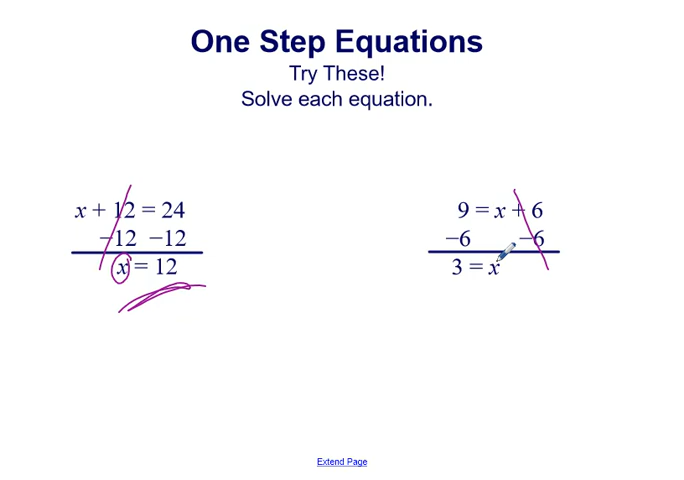 One Step Equations
Try These!
Solve each equation.
x + 12 = 24
−12 −12
x = 12
9 = x + 6
−6 −6
3 = x
Extend Page